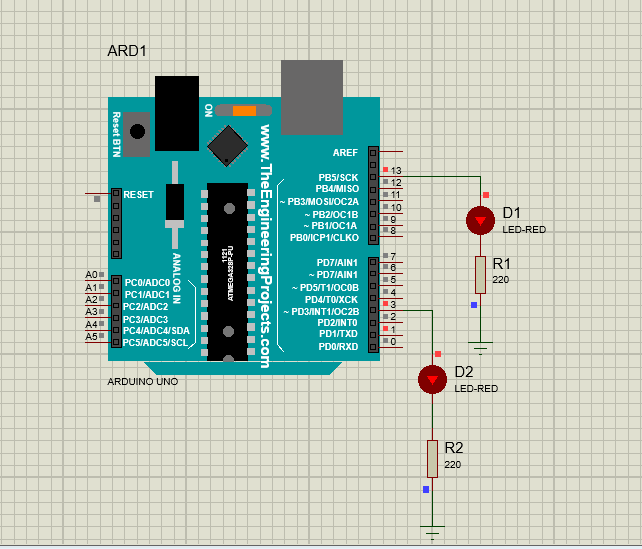 ARD1
Reset BTN
ON
www.TheEngineeringProjects.com
RESET
ANALOG IN
1121
ATMEGA328P-PU
A0 PC0/ADC0
A1 PC1/ADC1
A2 PC2/ADC2
A3 PC3/ADC3
A4 PC4/ADC4/SDA
A5 PC5/ADC5/SCL
AREF
PB5/SCK 13
PB4/MISO 12
~ PB3/MOSI/OC2A 11
~ PB2/OC1B 10
~ PB1/OC1A 9
PB0/ICP1/CLKO 8
PD7/AIN1 7
~ PD7/AIN1 6
~ PD5/T1/OC0B 5
PD4/T0/XCK 4
~ PD3/INT1/OC2B 3
PD2/INT0 2
PD1/TXD 1
PD0/RXD 0
ARDUINO UNO
D1
LED-RED
R1
220
D2
LED-RED
R2
220